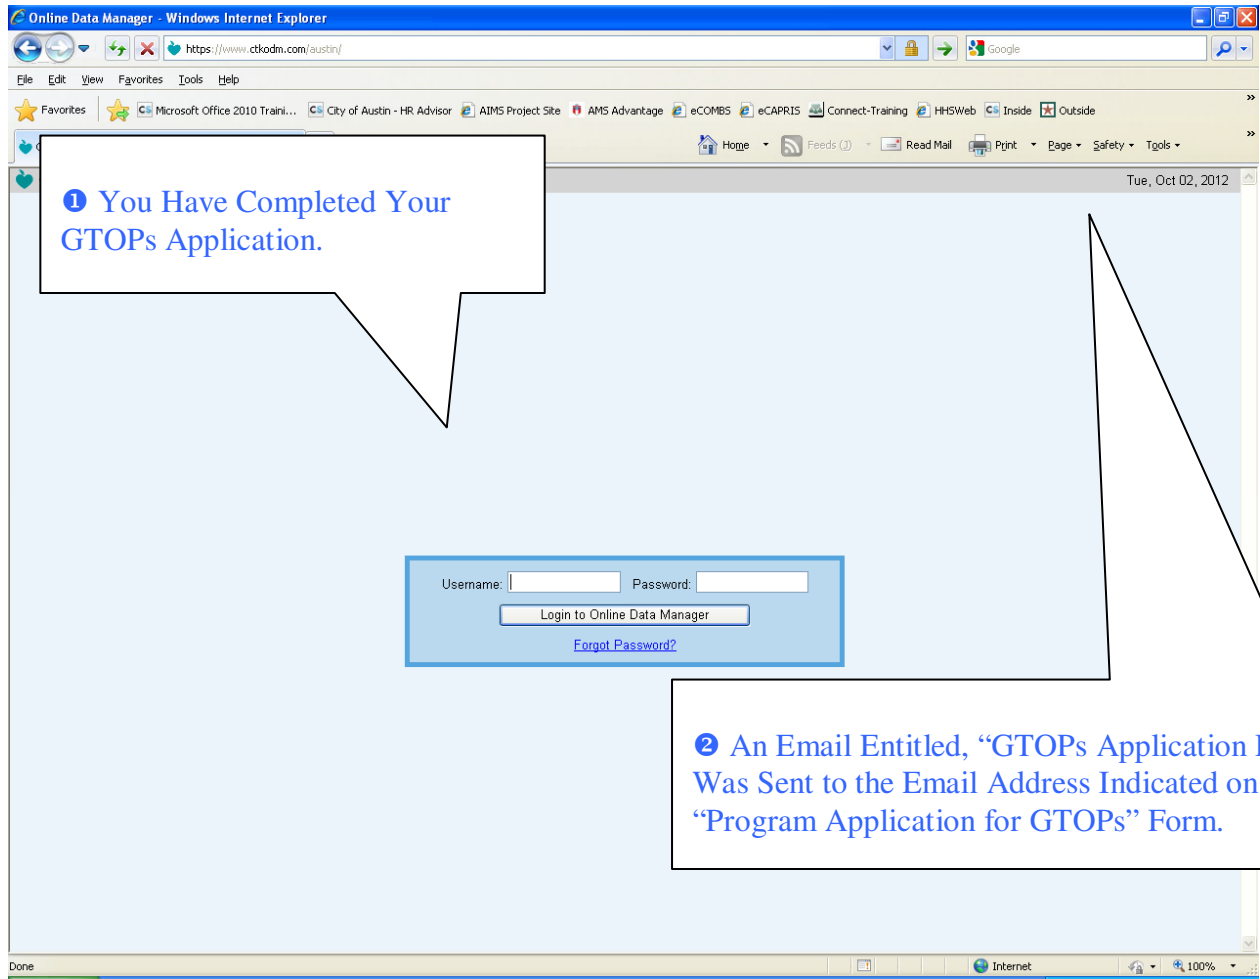 Online Data Manager - Windows Internet Explorer
https://www.ctkodm.com/austin/
Google
File Edit View Favorites Tools Help
Favorites Microsoft Office 2010 Traini... City of Austin - HR Advisor AIMS Project Site AMS Advantage eCOMBS eCAPRIS Connect-Training HHSWeb Inside Outside
Home Feeds (J) Read Mail Print Page Safety Tools
Tue, Oct 02, 2012
❶ You Have Completed Your
GTOPs Application.
Username: Password:
Login to Online Data Manager
Forgot Password?
❷ An Email Entitled, “GTOPs Application
Was Sent to the Email Address Indicated on
“Program Application for GTOPs” Form.
Done Internet 100%